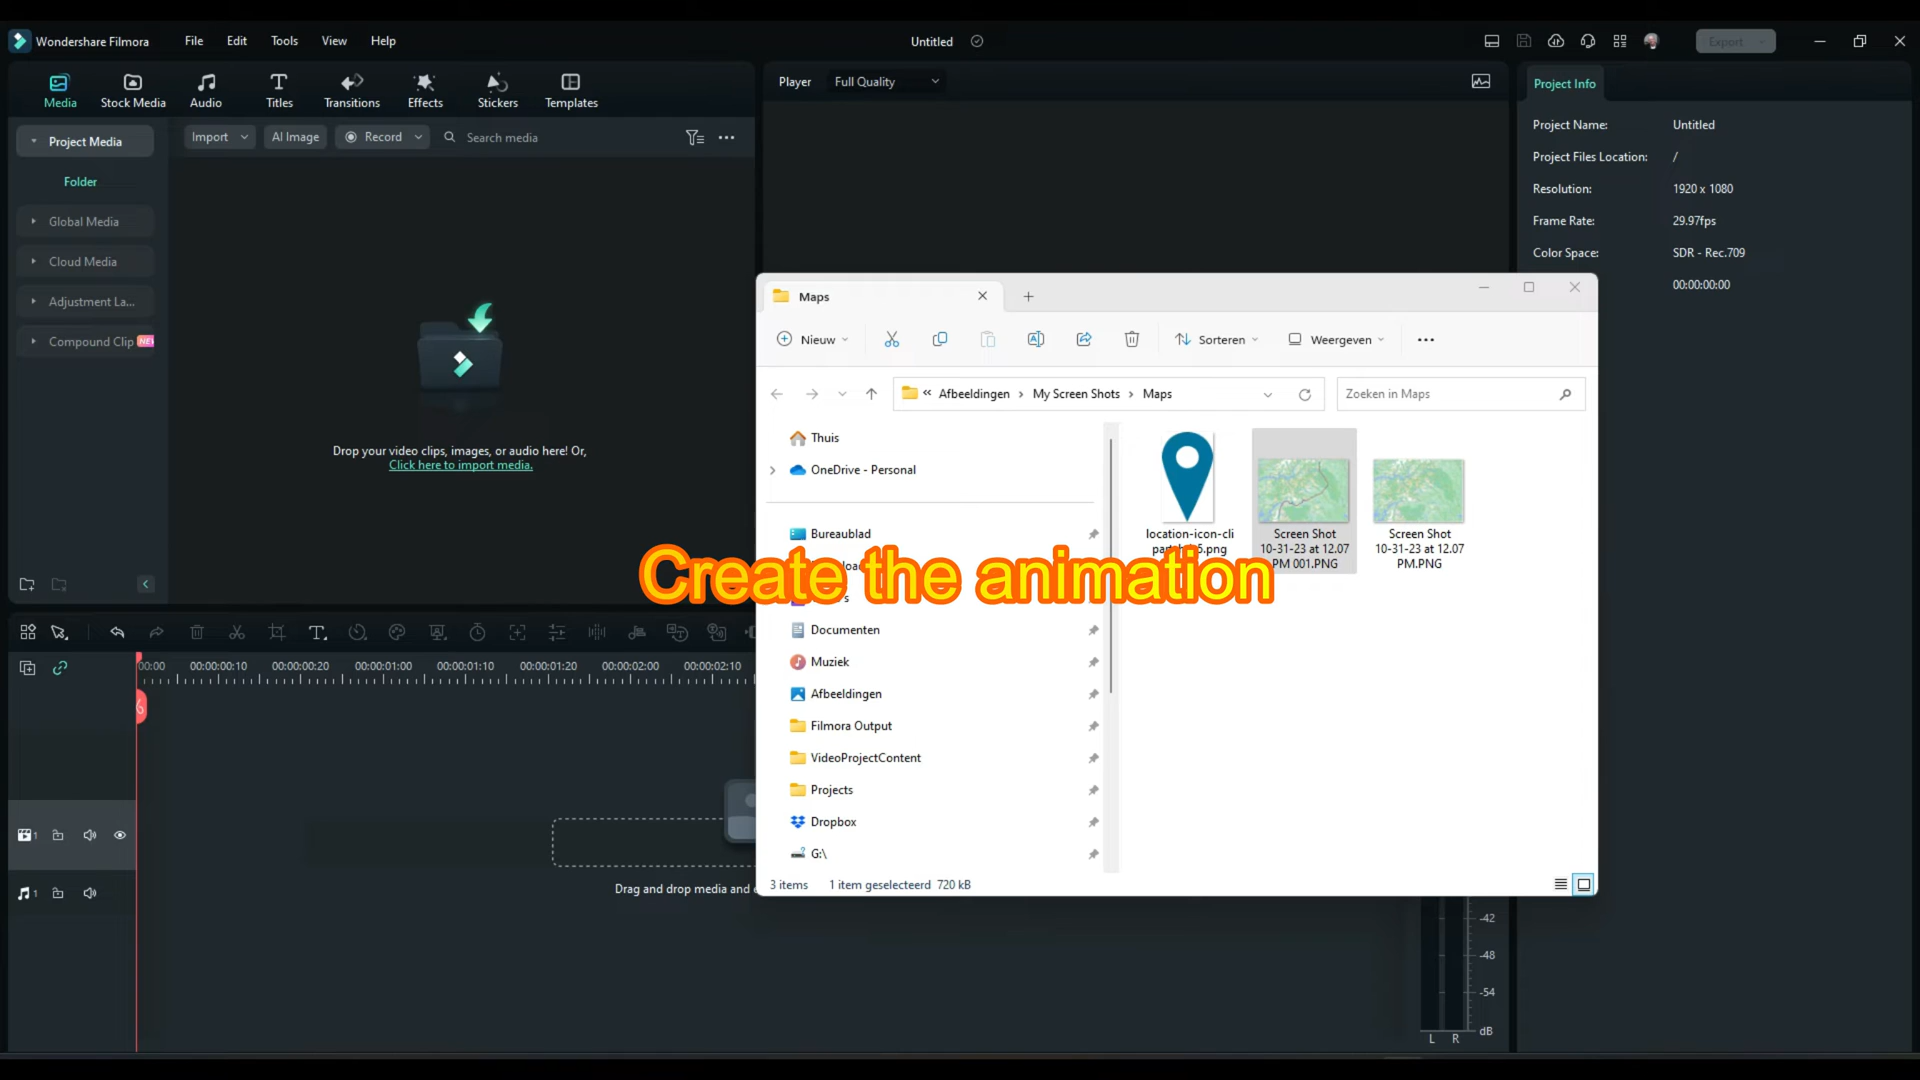 Wondershare Filmora
File
Edit
Tools
View
Help
Untitled
Export
Media
Stock Media
Audio
Titles
Transitions
Effects
Stickers
Templates
Player
Full Quality
Project Info
Project Media
Import
AI Image
Record
Search media
Folder
Global Media
Cloud Media
Adjustment La...
Compound Clip
NEW
Project Name:
Untitled
Project Files Location:
/
Resolution:
1920 x 1080
Frame Rate:
29.97fps
Color Space:
SDR - Rec.709
00:00:00:00
Drop your video clips, images, or audio here! Or,
Click here to import media.
Maps
Nieuw
Sorteren
Weergeven
« Afbeeldingen > My Screen Shots > Maps
Zoeken in Maps
Thuis
OneDrive - Personal
Bureaublad
Documenten
Muziek
Afbeeldingen
Filmora Output
VideoProjectContent
Projects
Dropbox
G:\
location-icon-cli
Screen Shot
10-31-23 at 12.07
PM 001.PNG
Screen Shot
10-31-23 at 12.07
PM.PNG
Create the animation
3 items
1 item geselecteerd 720 kB
00:00
00:00:00:10
00:00:00:20
00:00:01:00
00:00:01:10
00:00:01:20
00:00:02:00
00:00:02:10
1
1
Drag and drop media and
-42
-48
-54
dB
L R